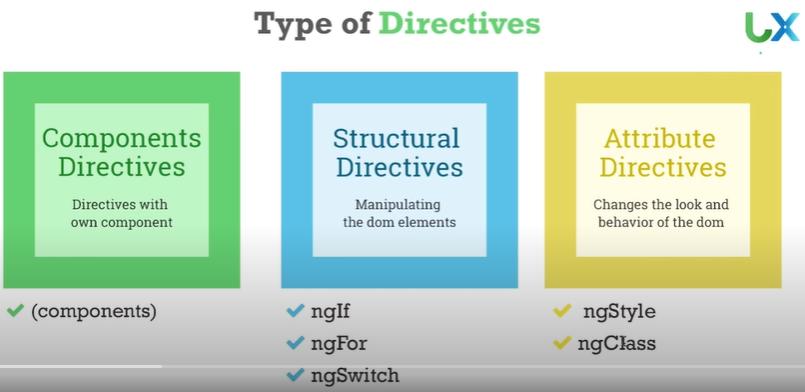 Type of Directives
UX
Components
Directives
Directives with
own component
Structural
Directives
Manipulating
the dom elements
Attribute
Directives
Changes the look and
behavior of the dom
(components)
ngIf
ngFor
ngSwitch
ngStyle
ngClass